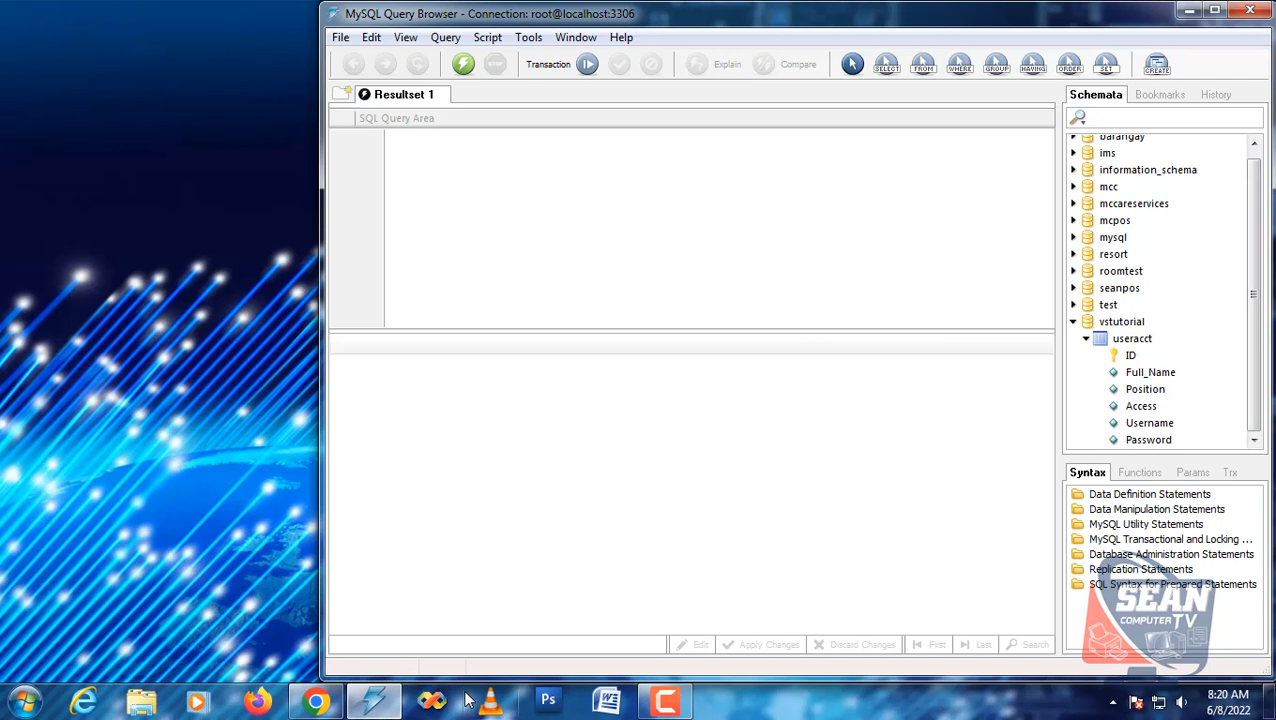 MySQL Query Browser - Connection: root@localhost:3306
File Edit View Query Script Tools Window Help
STOP Transaction Explain Compare SELECT FROM WHERE GROUP HAVING ORDER SET CREATE
Resultset 1
Schemata Bookmarks History
SQL Query Area
barangay
ims
information_schema
mcc
mccareservices
mcpos
mysql
resort
roomtest
seanpos
test
vstutorial
useracct
ID
Full_Name
Position
Access
Username
Password
Syntax Functions Params Trx
Data Definition Statements
Data Manipulation Statements
MySQL Utility Statements
MySQL Transactional and Locking ...
Database Administration Statements
Replication Statements
SQL Syntax for Prepared Statements
SEAN
COMPUTER TV
Edit Apply Changes Discard Changes First Last Search
Ps
8:20 AM
6/8/2022